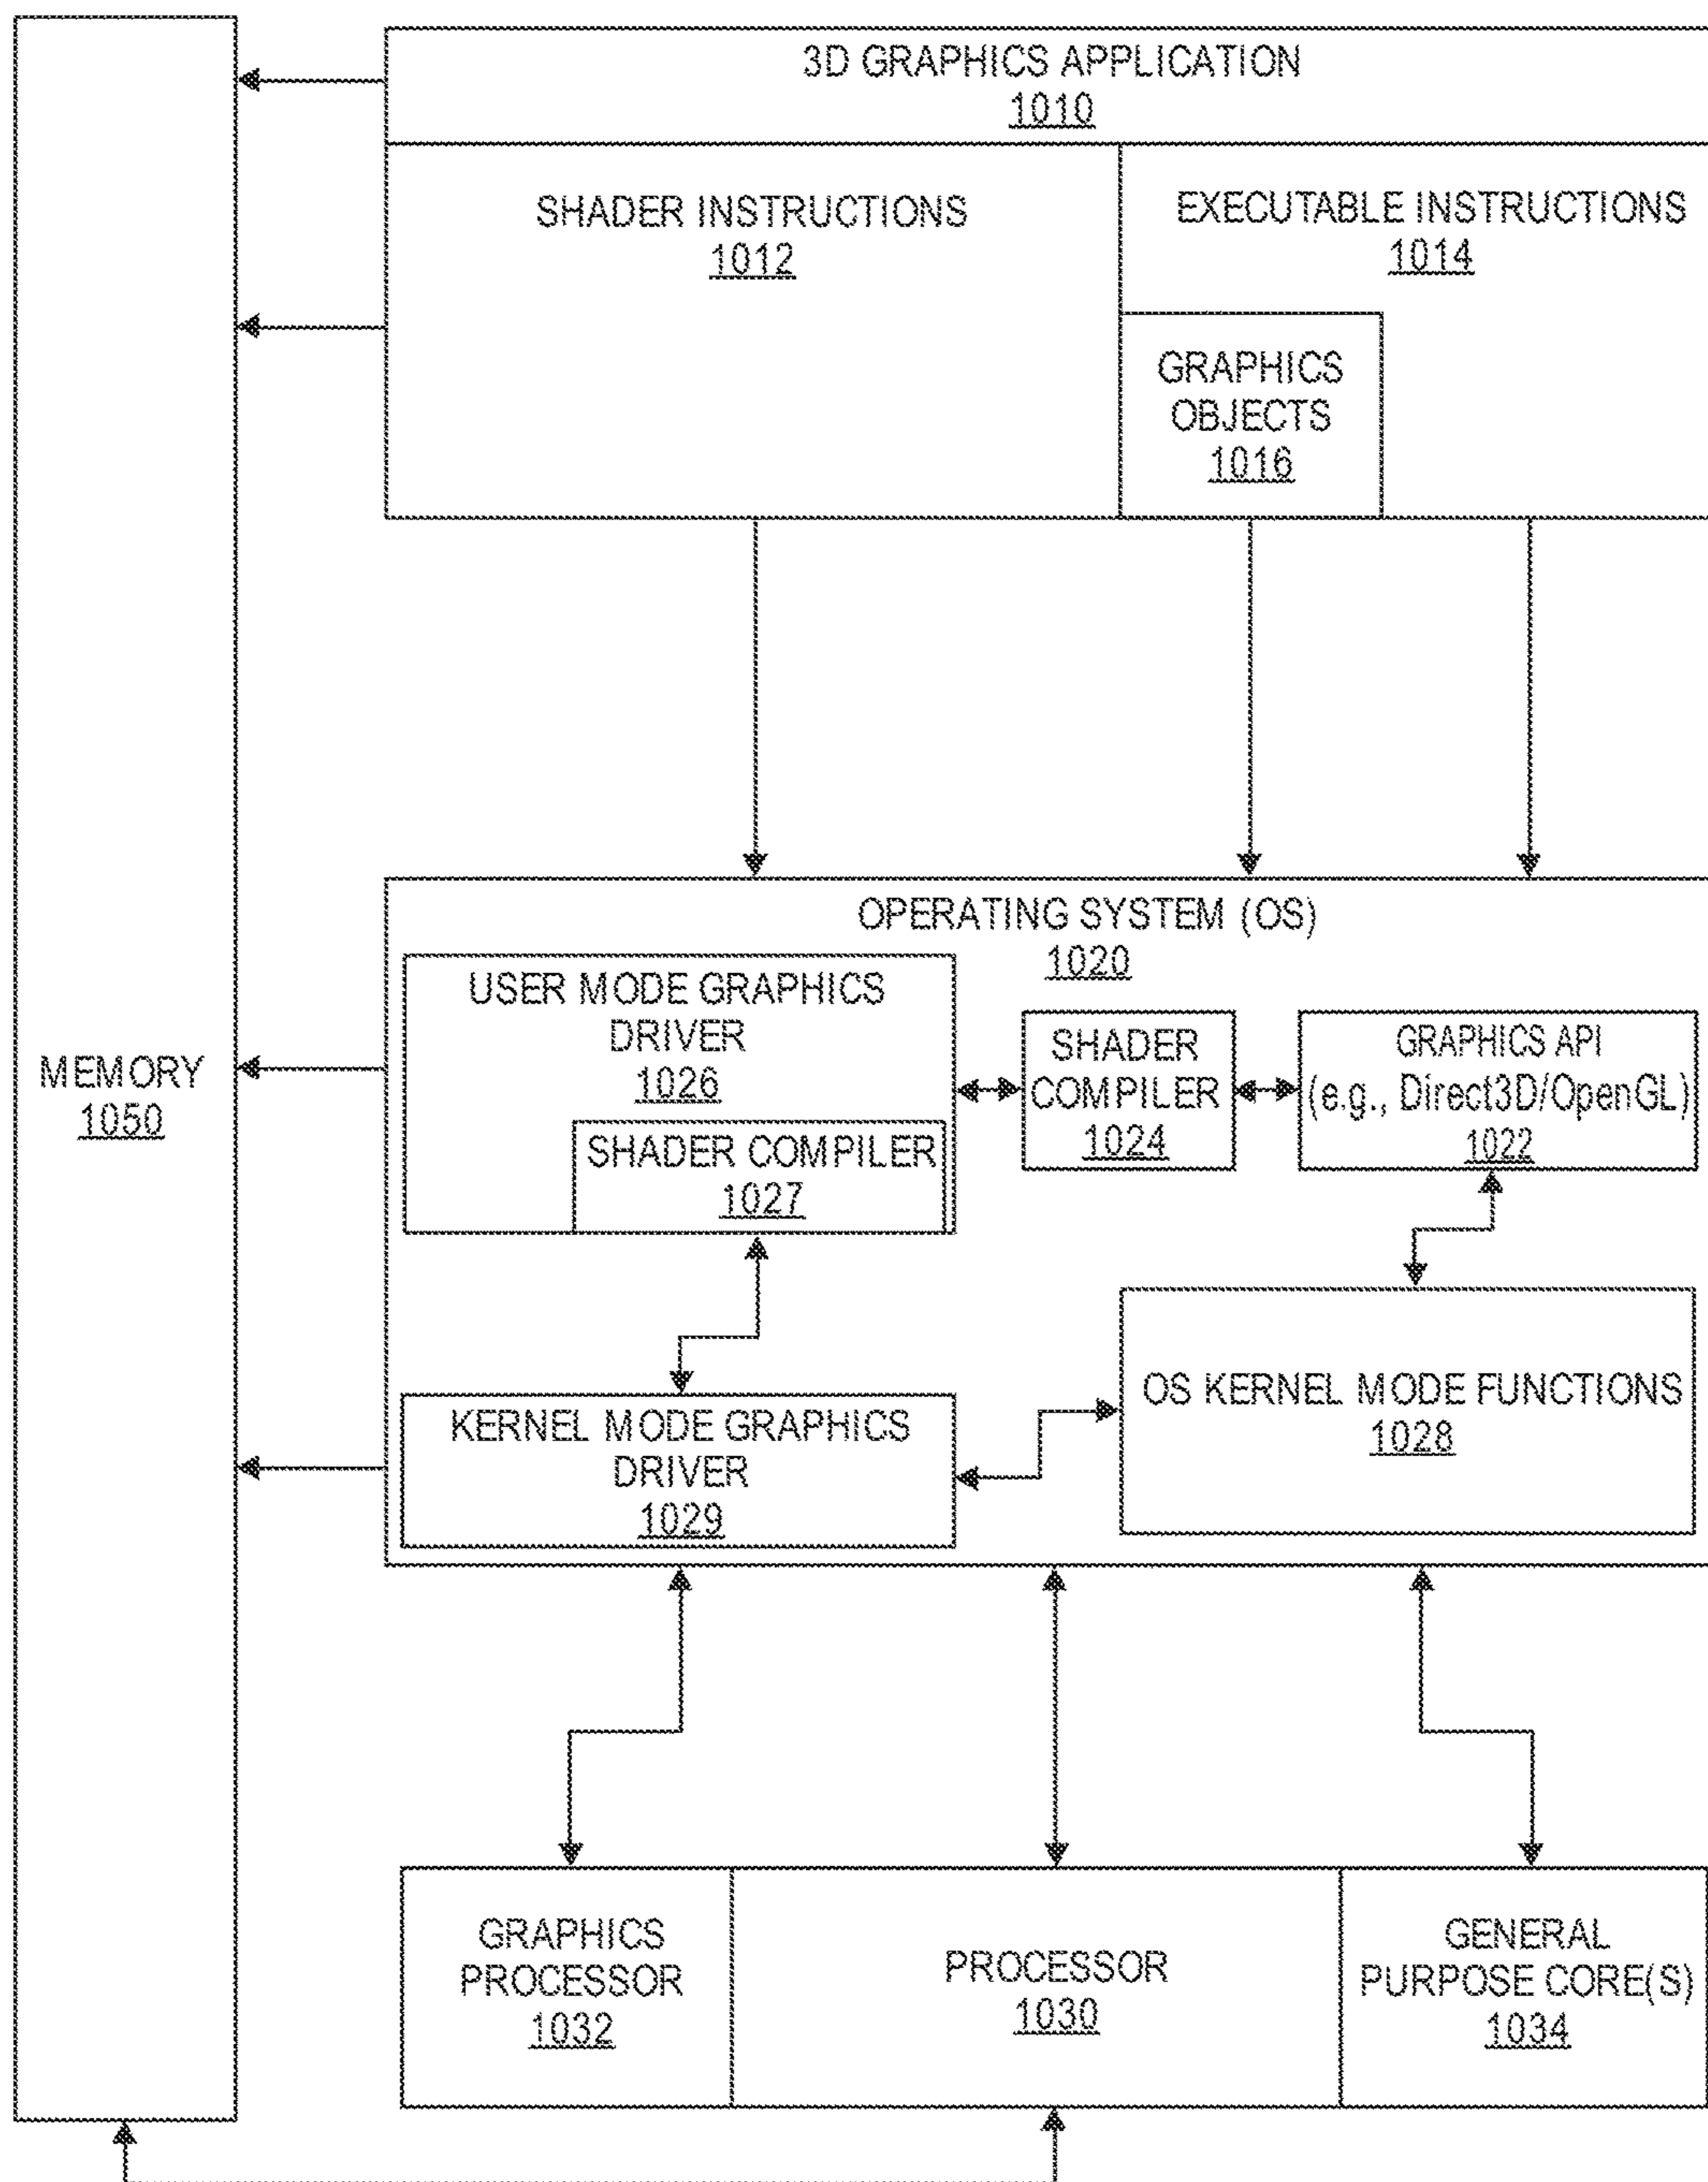 3D GRAPHICS APPLICATION
1010
SHADER INSTRUCTIONS
1012
EXECUTABLE INSTRUCTIONS
1014
GRAPHICS
OBJECTS
1016
OPERATING SYSTEM (OS)
1020
USER MODE GRAPHICS
DRIVER
1026
SHADER COMPILER
1027
SHADER
COMPILER
1024
GRAPHICS API
(e.g., Direct3D/OpenGL)
1022
MEMORY
1050
OS KERNEL MODE FUNCTIONS
1028
KERNEL MODE GRAPHICS
DRIVER
1029
GRAPHICS
PROCESSOR
1032
PROCESSOR
1030
GENERAL
PURPOSE CORE(S)
1034